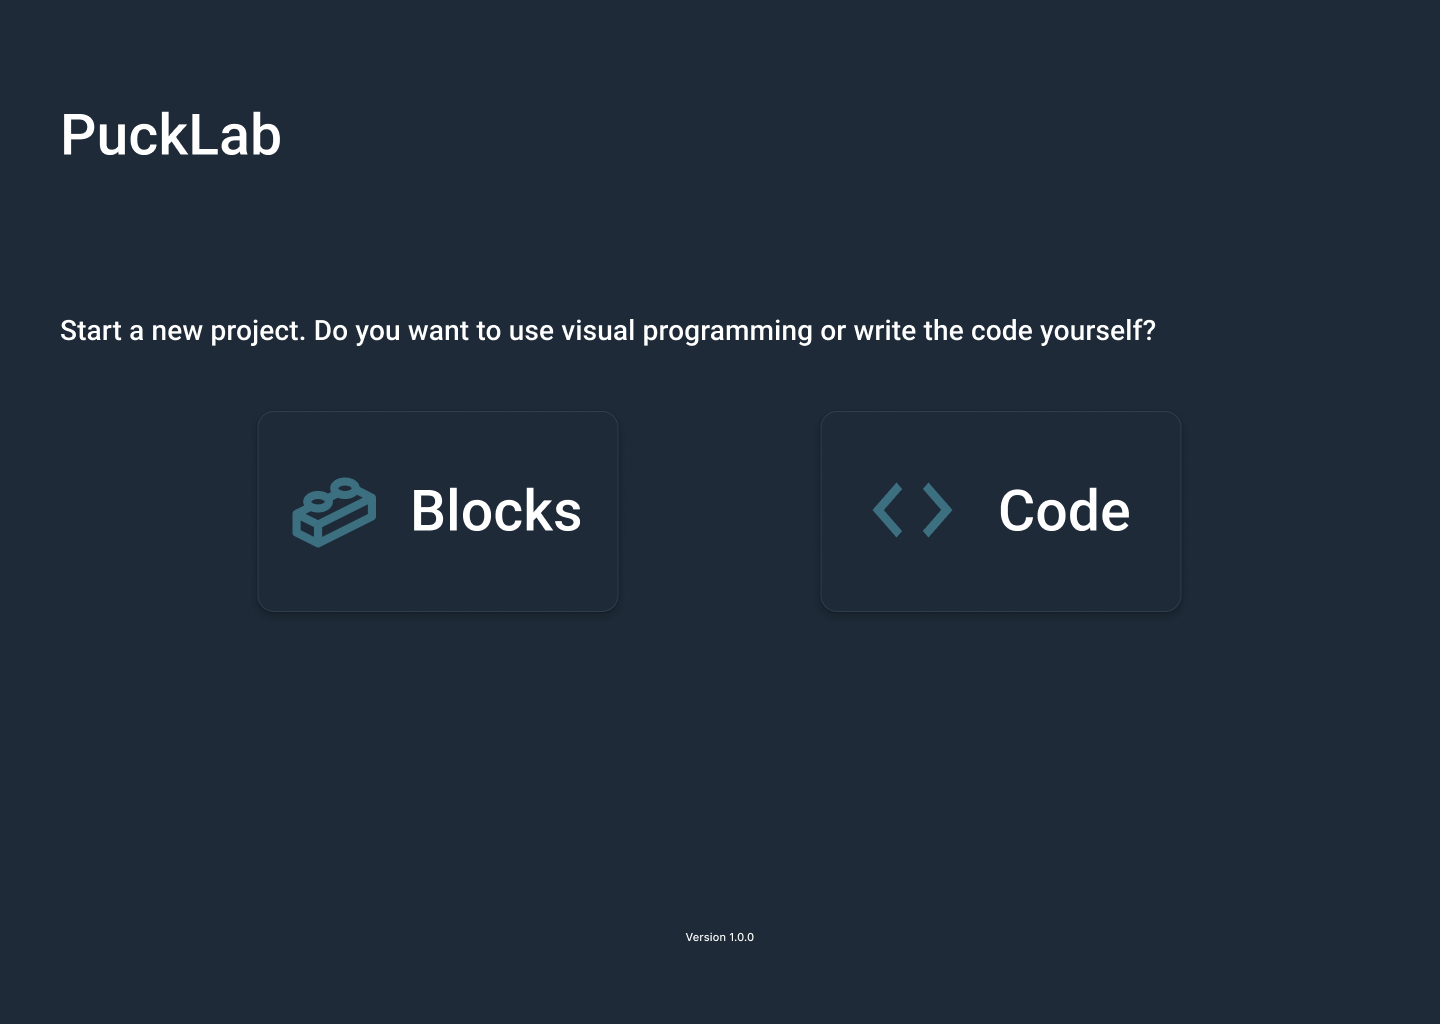 PuckLab
Start a new project. Do you want to use visual programming or write the code yourself?
Blocks
Code
Version 1.0.0